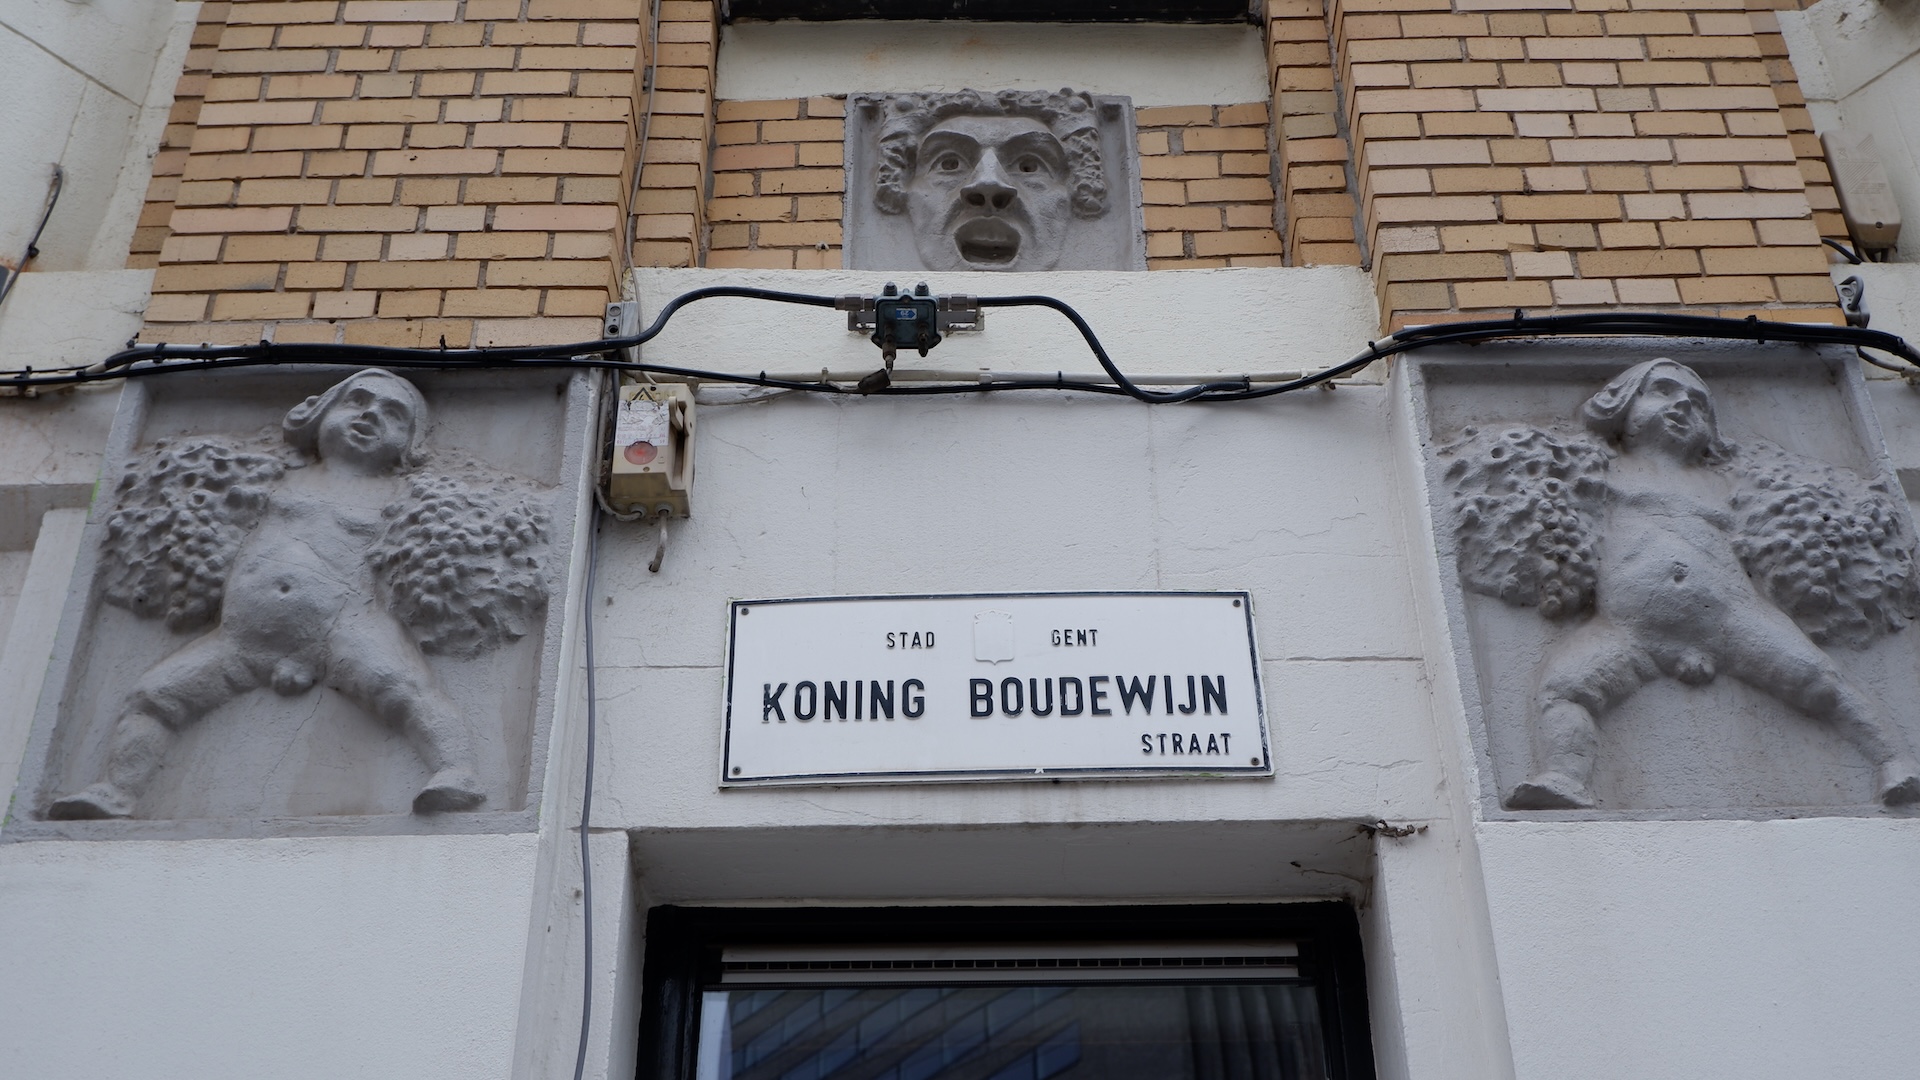 STAD GENT
KONING BOUDEWIJN
STRAAT